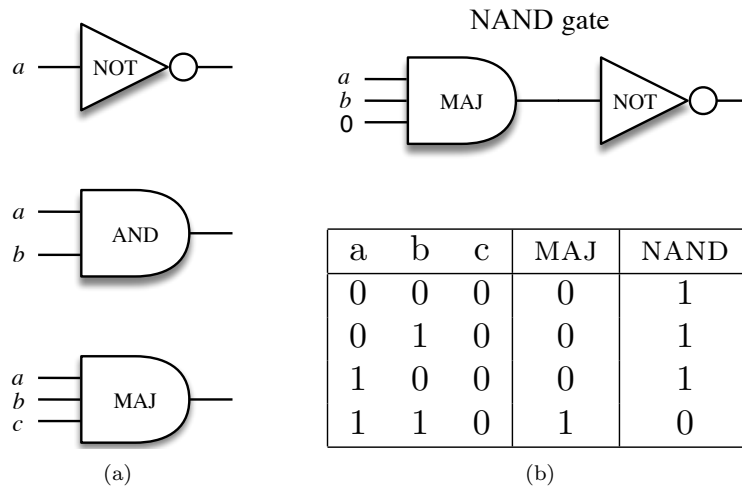 a
NOT
a
b
AND
a
b
c
MAJ
(a)
NAND gate
a
b
0
MAJ
NOT
a b c MAJ NAND
0 0 0 0 1
0 1 0 0 1
1 0 0 0 1
1 1 0 1 0
(b)